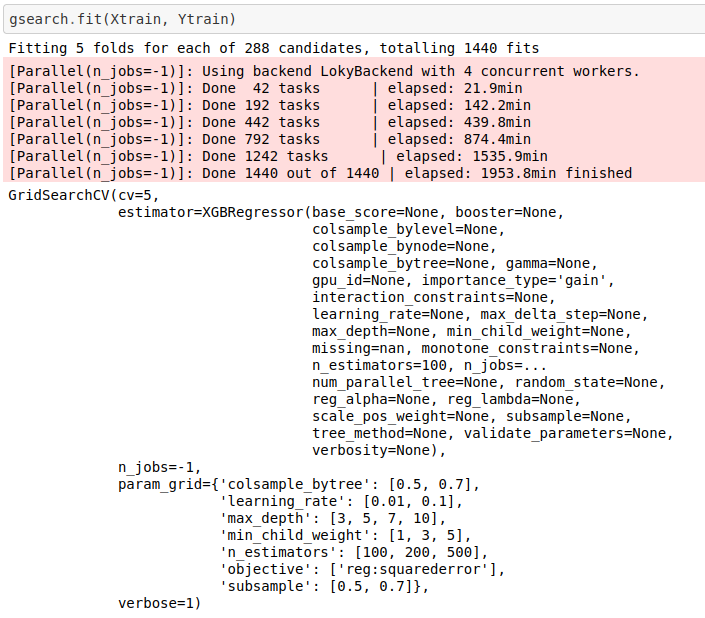 gsearch.fit(Xtrain, Ytrain)
Fitting 5 folds for each of 288 candidates, totalling 1440 fits
[Parallel(n_jobs=-1)]: Using backend LokyBackend with 4 concurrent workers.
[Parallel(n_jobs=-1)]: Done  42 tasks      | elapsed: 21.9min
[Parallel(n_jobs=-1)]: Done 192 tasks      | elapsed: 142.2min
[Parallel(n_jobs=-1)]: Done 442 tasks      | elapsed: 439.8min
[Parallel(n_jobs=-1)]: Done 792 tasks      | elapsed: 874.4min
[Parallel(n_jobs=-1)]: Done 1242 tasks      | elapsed: 1535.9min
[Parallel(n_jobs=-1)]: Done 1440 out of 1440 | elapsed: 1953.8min finished
GridSearchCV(cv=5,
             estimator=XGBRegressor(base_score=None, booster=None,
                                    colsample_bylevel=None,
                                    colsample_bynode=None,
                                    colsample_bytree=None, gamma=None,
                                    gpu_id=None, importance_type='gain',
                                    interaction_constraints=None,
                                    learning_rate=None, max_delta_step=None,
                                    max_depth=None, min_child_weight=None,
                                    missing=nan, monotone_constraints=None,
                                    n_estimators=100, n_jobs=...
                                    num_parallel_tree=None, random_state=None,
                                    reg_alpha=None, reg_lambda=None,
                                    scale_pos_weight=None, subsample=None,
                                    tree_method=None, validate_parameters=None,
                                    verbosity=None),
             n_jobs=-1,
             param_grid={'colsample_bytree': [0.5, 0.7],
                         'learning_rate': [0.01, 0.1],
                         'max_depth': [3, 5, 7, 10],
                         'min_child_weight': [1, 3, 5],
                         'n_estimators': [100, 200, 500],
                         'objective': ['reg:squarederror'],
                         'subsample': [0.5, 0.7]},
             verbose=1)